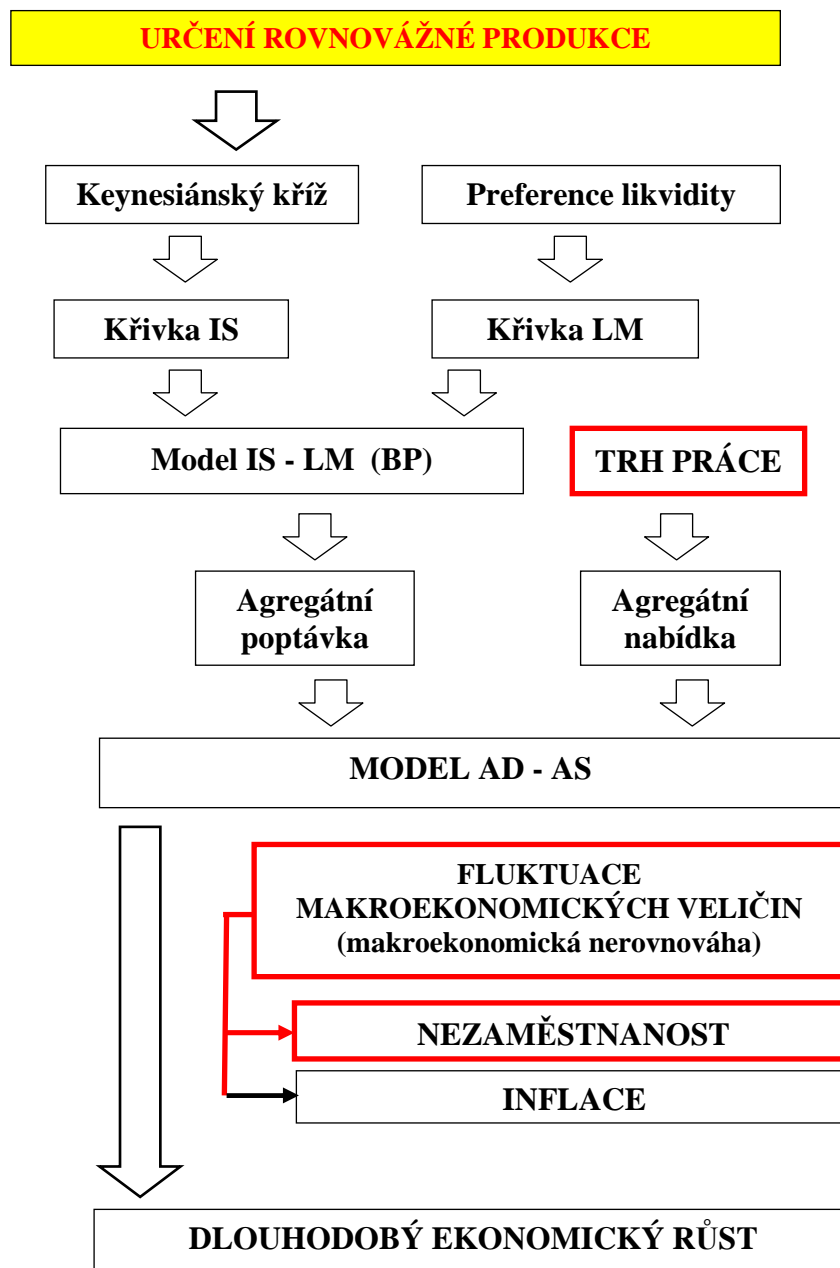 URČENÍ ROVNOVÁŽNÉ PRODUKCE
Keynesiánský kříž
Preference likvidity
Křivka IS
Křivka LM
Model IS - LM (BP)
TRH PRÁCE
Agregátní
poptávka
Agregátní
nabídka
MODEL AD - AS
FLUKTUACE
MAKROEKONOMICKÝCH VELIČIN
(makroekonomická nerovnováha)
NEZAMĚSTNANOST
INFLACE
DLOUHODOBÝ EKONOMICKÝ RŮST